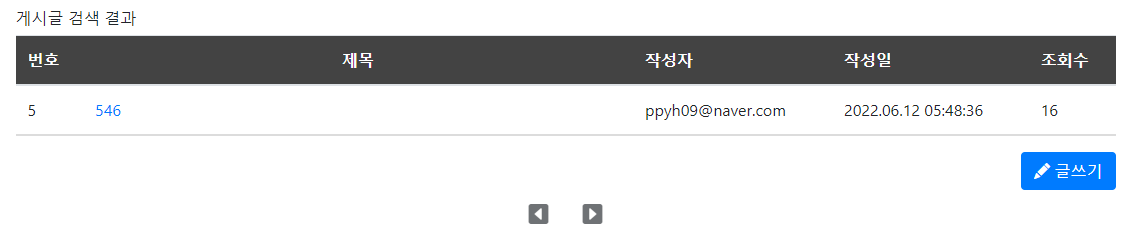 게시글 검색 결과
번호 제목 작성자 작성일 조회수
5 546 ppyh09@naver.com 2022.06.12 05:48:36 16
글쓰기